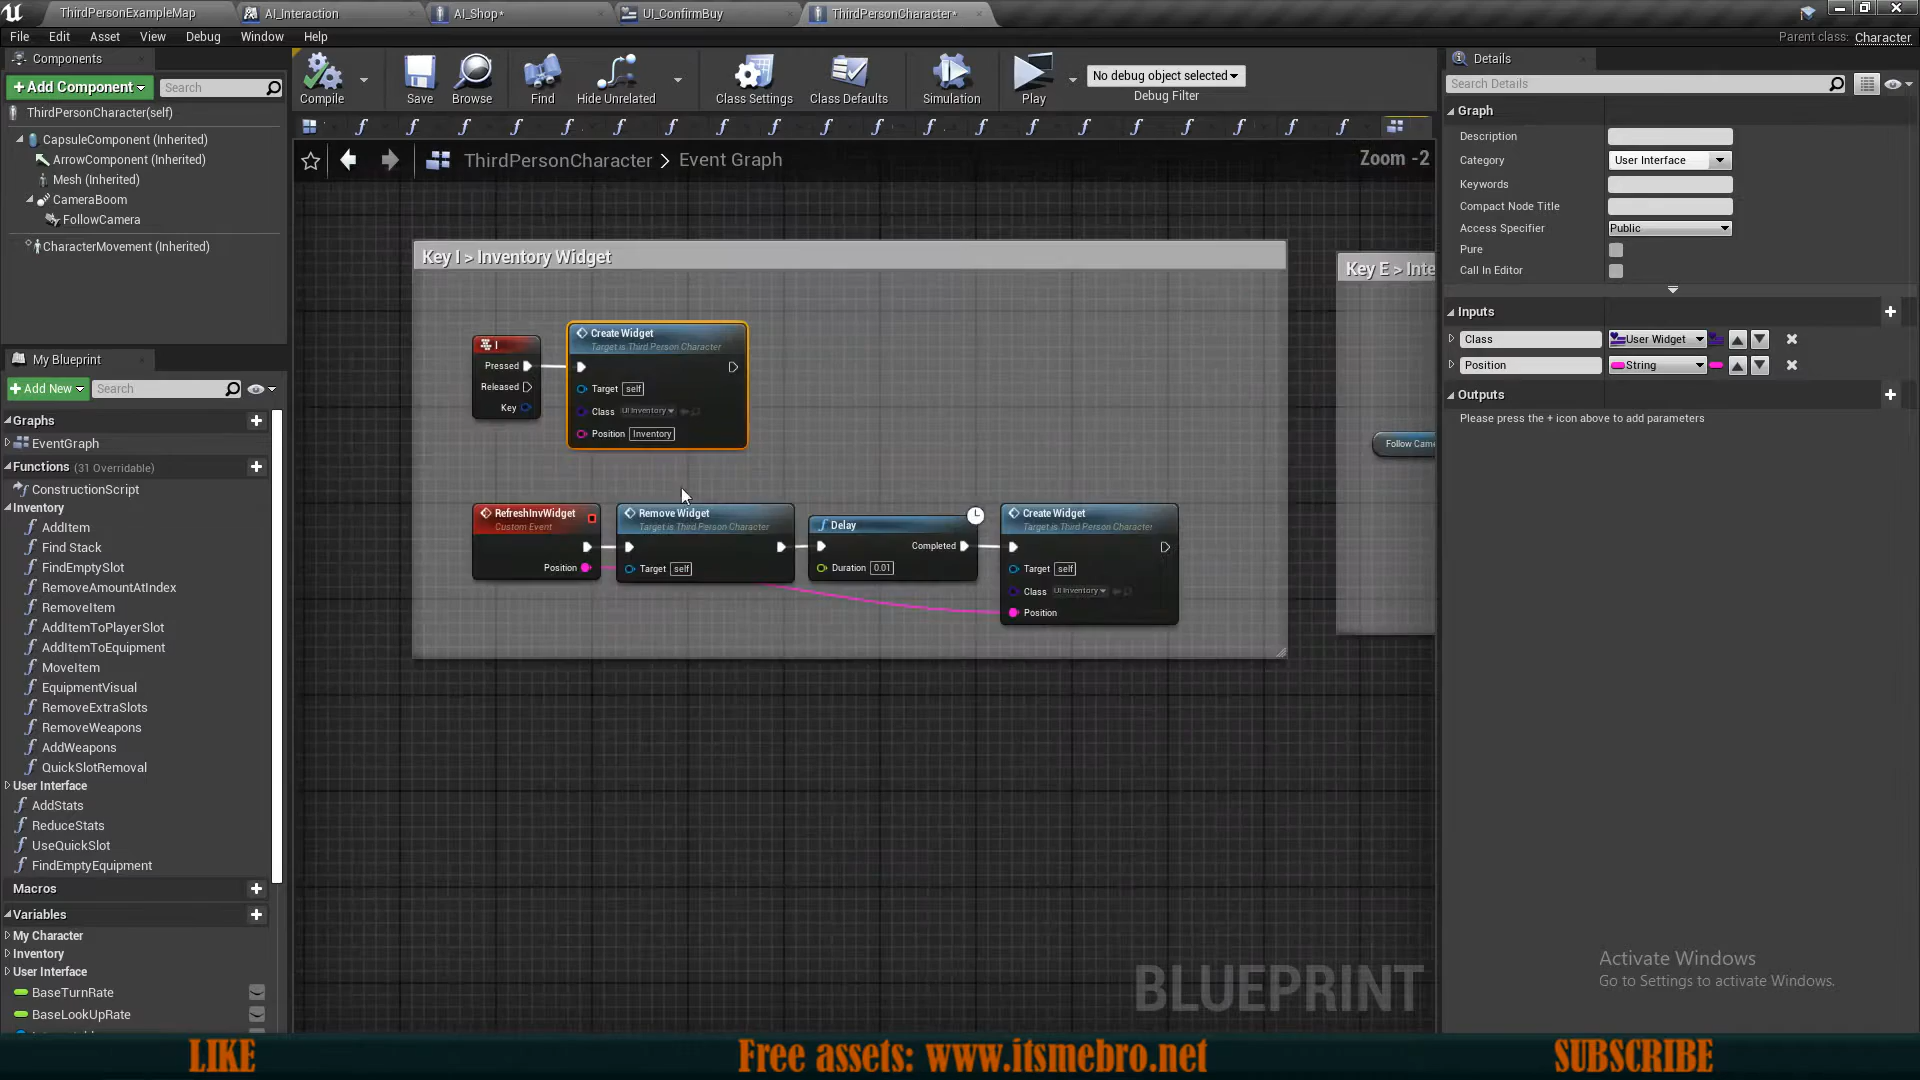 ThirdPersonExampleMap
AI_Interaction
AI_Shop*
UI_ConfirmBuy
ThirdPersonCharacter*
File Edit Asset View Debug Window Help
Parent class: Character
Components
+ Add Component
Search
ThirdPersonCharacter(self)
CapsuleComponent (Inherited)
ArrowComponent (Inherited)
Mesh (Inherited)
CameraBoom
FollowCamera
CharacterMovement (Inherited)
My Blueprint
+ Add New
Search
Graphs
EventGraph
Functions (31 Overridable)
ConstructionScript
Inventory
AddItem
Find Stack
FindEmptySlot
RemoveAmountAtIndex
RemoveItem
AddItemToPlayerSlot
AddItemToEquipment
MoveItem
EquipmentVisual
RemoveExtraSlots
RemoveWeapons
AddWeapons
QuickSlotRemoval
User Interface
AddStats
ReduceStats
UseQuickSlot
FindEmptyEquipment
Macros
Variables
My Character
Inventory
User Interface
BaseTurnRate
BaseLookUpRate
Compile
Save
Browse
Find
Hide Unrelated
Class Settings
Class Defaults
Simulation
Play
No debug object selected
Debug Filter
ThirdPersonCharacter > Event Graph
Zoom -2
Key I > Inventory Widget
I
Pressed
Released
Key
Create Widget
Target is Third Person Character
Target self
Class UI Inventory
Position Inventory
RefreshInvWidget
Custom Event
Position
Remove Widget
Target is Third Person Character
Target self
Delay
Completed
Duration 0.01
Create Widget
Target is Third Person Character
Target self
Class UI Inventory
Position
Key E > Inte
Follow Came
BLUEPRINT
Details
Search Details
Graph
Description
Category User Interface
Keywords
Compact Node Title
Access Specifier Public
Pure
Call In Editor
Inputs
Class User Widget
Position String
Outputs
Please press the + icon above to add parameters
Activate Windows
Go to Settings to activate Windows.
LIKE
Free assets: www.itsmebro.net
SUBSCRIBE